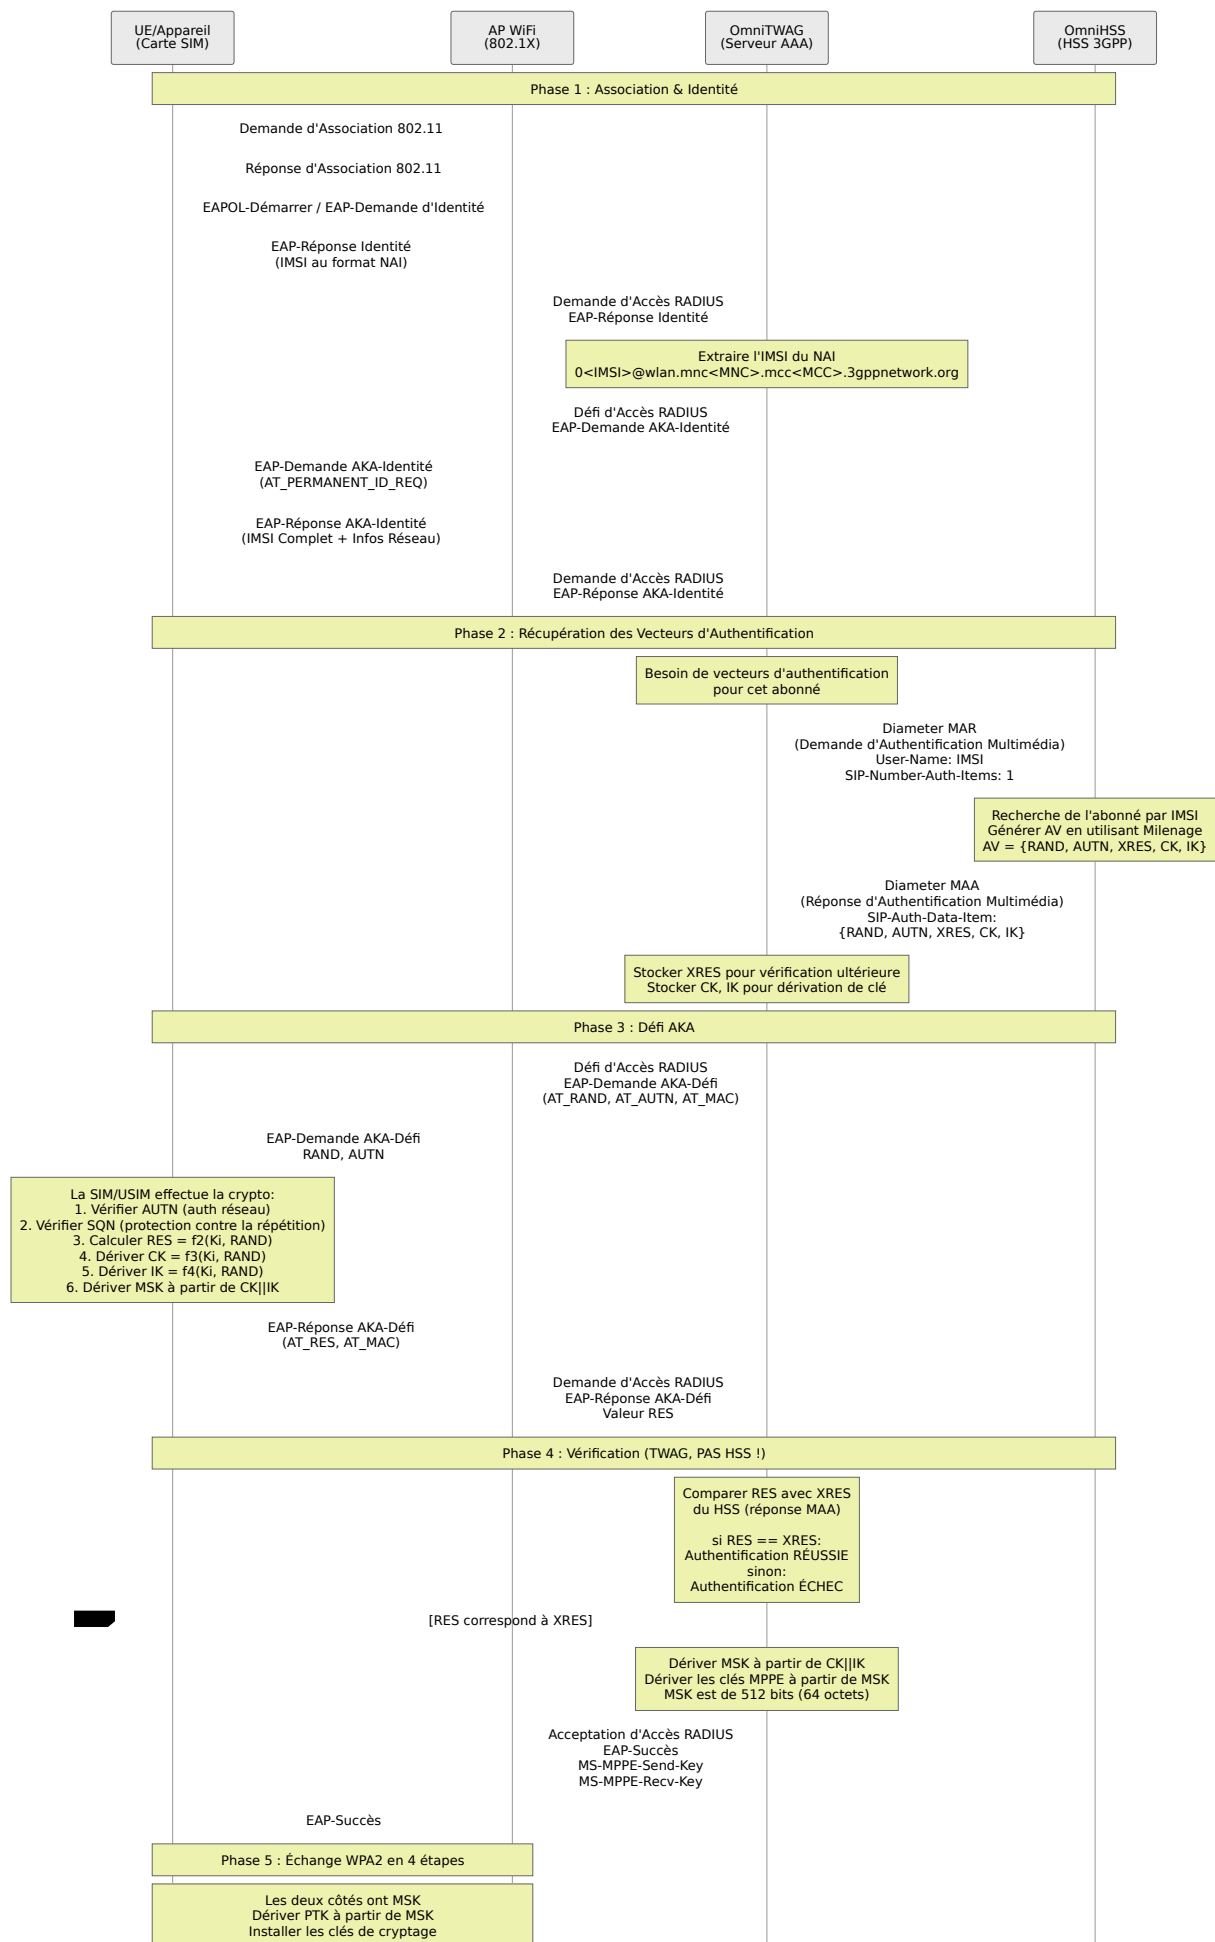 UE/Appareil
(Carte SIM)
AP WiFi
(802.1X)
OmniTWAG
(Serveur AAA)
OmniHSS
(HSS 3GPP)
Phase 1 : Association & Identité
Demande d'Association 802.11
Réponse d'Association 802.11
EAPOL-Démarrer / EAP-Demande d'Identité
EAP-Réponse Identité
(IMSI au format NAI)
Demande d'Accès RADIUS
EAP-Réponse Identité
Extraire l'IMSI du NAI
0<IMSI>@wlan.mnc<MNC>.mcc<MCC>.3gppnetwork.org
Défi d'Accès RADIUS
EAP-Demande AKA-Identité
EAP-Demande AKA-Identité
(AT_PERMANENT_ID_REQ)
EAP-Réponse AKA-Identité
(IMSI Complet + Infos Réseau)
Demande d'Accès RADIUS
EAP-Réponse AKA-Identité
Phase 2 : Récupération des Vecteurs d'Authentification
Besoin de vecteurs d'authentification
pour cet abonné
Diameter MAR
(Demande d'Authentification Multimédia)
User-Name: IMSI
SIP-Number-Auth-Items: 1
Recherche de l'abonné par IMSI
Générer AV en utilisant Milenage
AV = {RAND, AUTN, XRES, CK, IK}
Diameter MAA
(Réponse d'Authentification Multimédia)
SIP-Auth-Data-Item:
{RAND, AUTN, XRES, CK, IK}
Stocker XRES pour vérification ultérieure
Stocker CK, IK pour dérivation de clé
Phase 3 : Défi AKA
Défi d'Accès RADIUS
EAP-Demande AKA-Défi
(AT_RAND, AT_AUTN, AT_MAC)
EAP-Demande AKA-Défi
RAND, AUTN
La SIM/USIM effectue la crypto:
1. Vérifier AUTN (auth réseau)
2. Vérifier SQN (protection contre la répétition)
3. Calculer RES = f2(Ki, RAND)
4. Dériver CK = f3(Ki, RAND)
5. Dériver IK = f4(Ki, RAND)
6. Dériver MSK à partir de CK||IK
EAP-Réponse AKA-Défi
(AT_RES, AT_MAC)
Demande d'Accès RADIUS
EAP-Réponse AKA-Défi
Valeur RES
Phase 4 : Vérification (TWAG, PAS HSS !)
Comparer RES avec XRES
du HSS (réponse MAA)
si RES == XRES:
Authentification RÉUSSIE
sinon:
Authentification ÉCHEC
[RES correspond à XRES]
Dériver MSK à partir de CK||IK
Dériver les clés MPPE à partir de MSK
MSK est de 512 bits (64 octets)
Acceptation d'Accès RADIUS
EAP-Succès
MS-MPPE-Send-Key
MS-MPPE-Recv-Key
EAP-Succès
Phase 5 : Échange WPA2 en 4 étapes
Les deux côtés ont MSK
Dériver PTK à partir de MSK
Installer les clés de cryptage